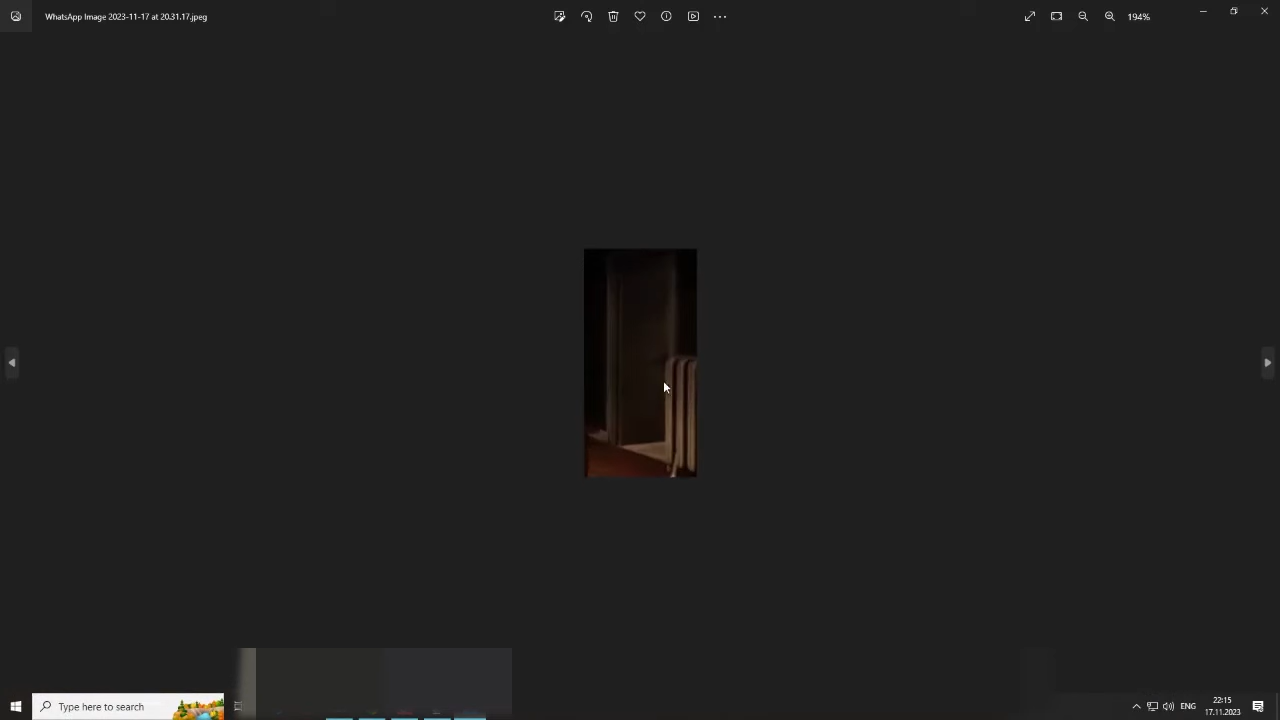 WhatsApp Image 2023-11-17 at 20.31.17.jpeg
194%
Type here to search
ENG
22:15
17.11.2023